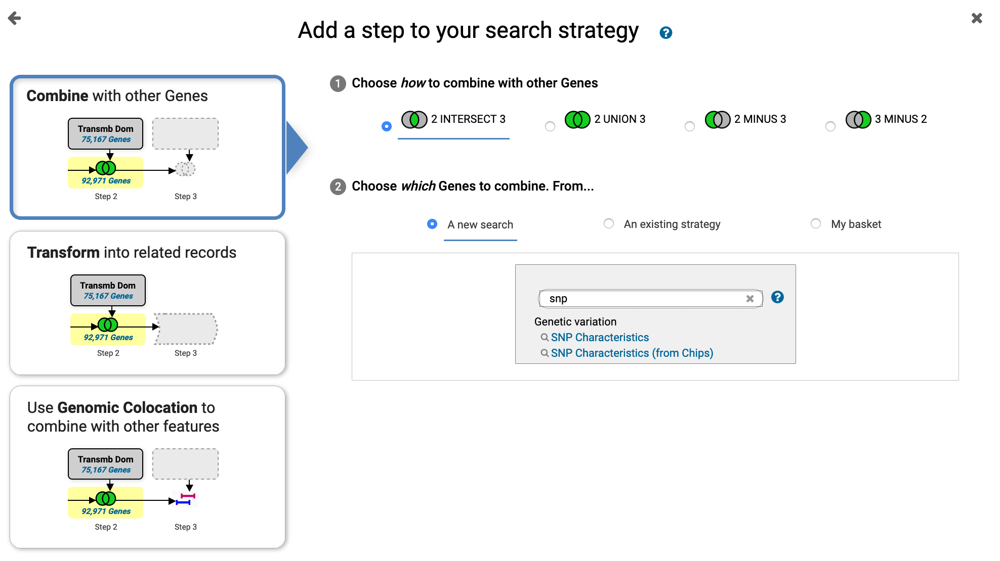 Add a step to your search strategy ?
Combine with other Genes
Transmb Dom
75,167 Genes
92,971 Genes
Step 2
Step 3
Transform into related records
Transmb Dom
75,167 Genes
92,971 Genes
Step 2
Step 3
Use Genomic Colocation to
combine with other features
Transmb Dom
75,167 Genes
92,971 Genes
Step 2
Step 3
1 Choose how to combine with other Genes
2 INTERSECT 3
2 UNION 3
2 MINUS 3
3 MINUS 2
2 Choose which Genes to combine. From...
A new search
An existing strategy
My basket
snp
?
Genetic variation
SNP Characteristics
SNP Characteristics (from Chips)